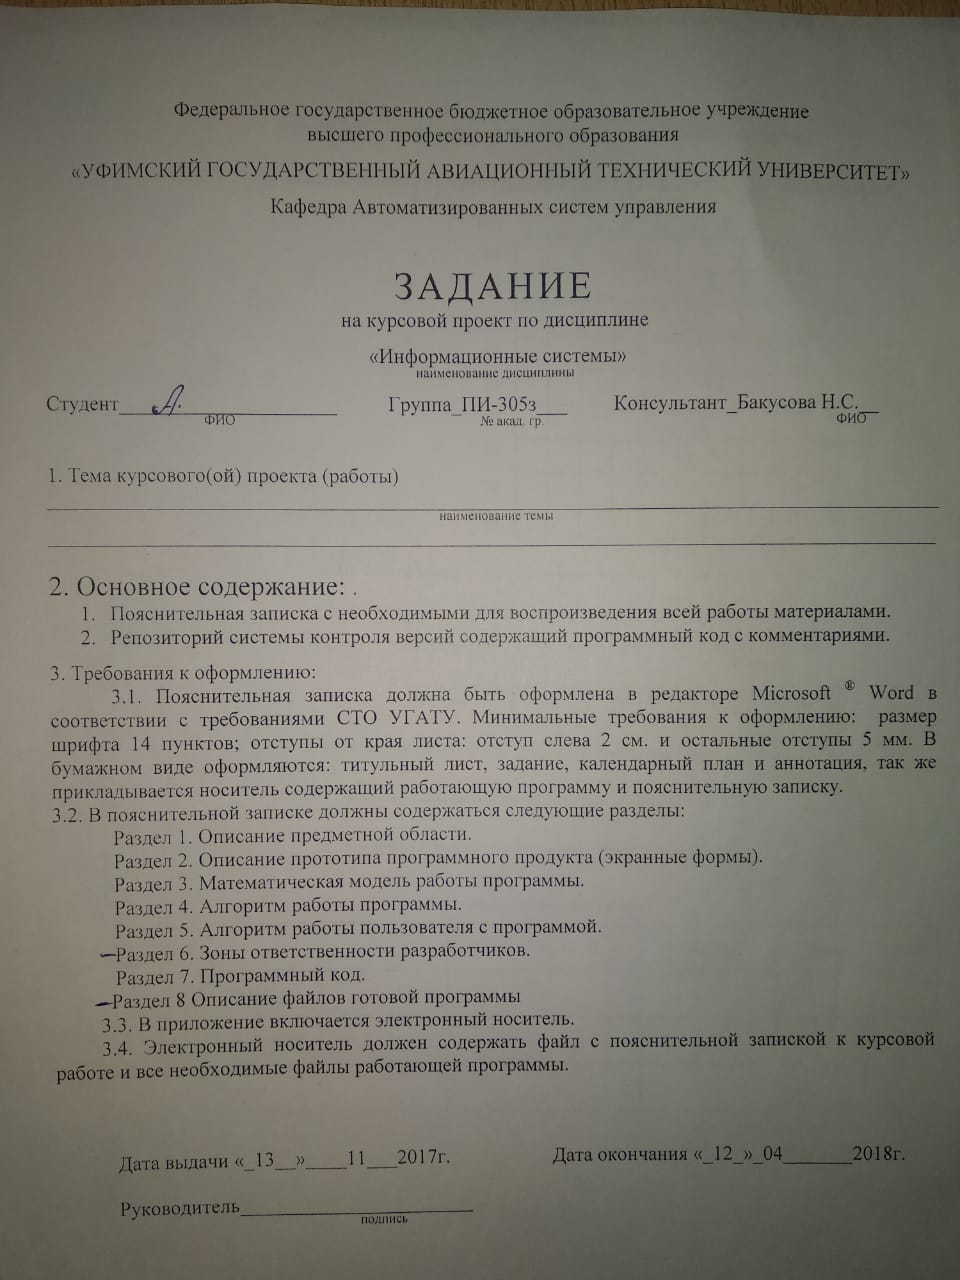 Федеральное государственное бюджетное образовательное учреждение
высшего профессионального образования
«УФИМСКИЙ ГОСУДАРСТВЕННЫЙ АВИАЦИОННЫЙ ТЕХНИЧЕСКИЙ УНИВЕРСИТЕТ»
Кафедра Автоматизированных систем управления
ЗАДАНИЕ
на курсовой проект по дисциплине
«Информационные системы»
наименование дисциплины
Студент А. Группа_ПИ-305з___ Консультант_Бакусова Н.С.__
ФИО № акад. гр. ФИО
1. Тема курсового(ой) проекта (работы)
наименование темы
2. Основное содержание: .
1. Пояснительная записка с необходимыми для воспроизведения всей работы материалами.
2. Репозиторий системы контроля версий содержащий программный код с комментариями.
3. Требования к оформлению:
3.1. Пояснительная записка должна быть оформлена в редакторе Microsoft ® Word в
соответствии с требованиями СТО УГАТУ. Минимальные требования к оформлению: размер
шрифта 14 пунктов; отступы от края листа: отступ слева 2 см. и остальные отступы 5 мм. В
бумажном виде оформляются: титульный лист, задание, календарный план и аннотация, так же
прикладывается носитель содержащий работающую программу и пояснительную записку.
3.2. В пояснительной записке должны содержаться следующие разделы:
Раздел 1. Описание предметной области.
Раздел 2. Описание прототипа программного продукта (экранные формы).
Раздел 3. Математическая модель работы программы.
Раздел 4. Алгоритм работы программы.
Раздел 5. Алгоритм работы пользователя с программой.
Раздел 6. Зоны ответственности разработчиков.
Раздел 7. Программный код.
Раздел 8 Описание файлов готовой программы
3.3. В приложение включается электронный носитель.
3.4. Электронный носитель должен содержать файл с пояснительной запиской к курсовой
работе и все необходимые файлы работающей программы.
Дата выдачи «_13__»____11___2017г. Дата окончания «_12_»_04_______2018г.
Руководитель
подпись